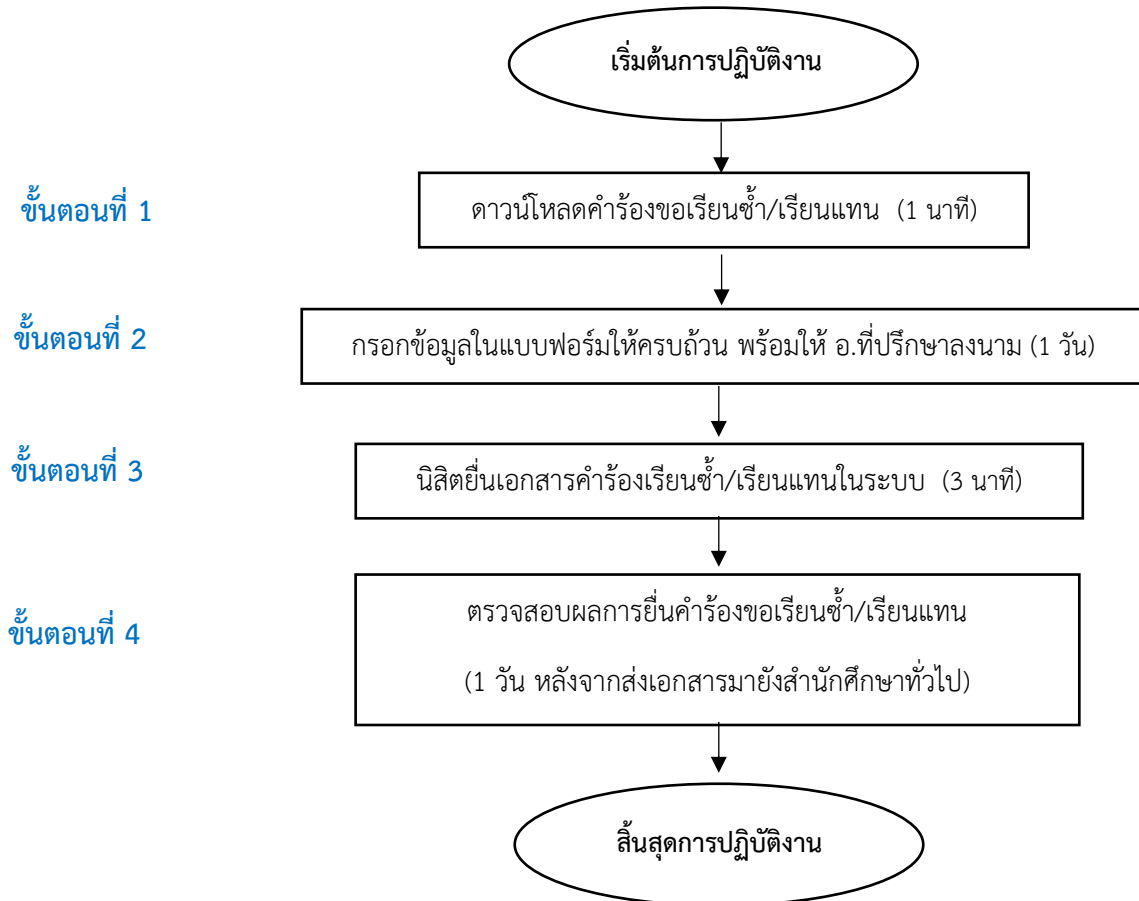 เริ่มต้นการปฏิบัติงาน
ขั้นตอนที่ 1
ดาวน์โหลดคำร้องขอเรียนซ้ำ/เรียนแทน (1 นาที)
ขั้นตอนที่ 2
กรอกข้อมูลในแบบฟอร์มให้ครบถ้วน พร้อมให้ อ.ที่ปรึกษาลงนาม (1 วัน)
ขั้นตอนที่ 3
นิสิตยื่นเอกสารคำร้องเรียนซ้ำ/เรียนแทนในระบบ (3 นาที)
ขั้นตอนที่ 4
ตรวจสอบผลการยื่นคำร้องขอเรียนซ้ำ/เรียนแทน
(1 วัน หลังจากส่งเอกสารมายังสำนักศึกษาทั่วไป)
สิ้นสุดการปฏิบัติงาน